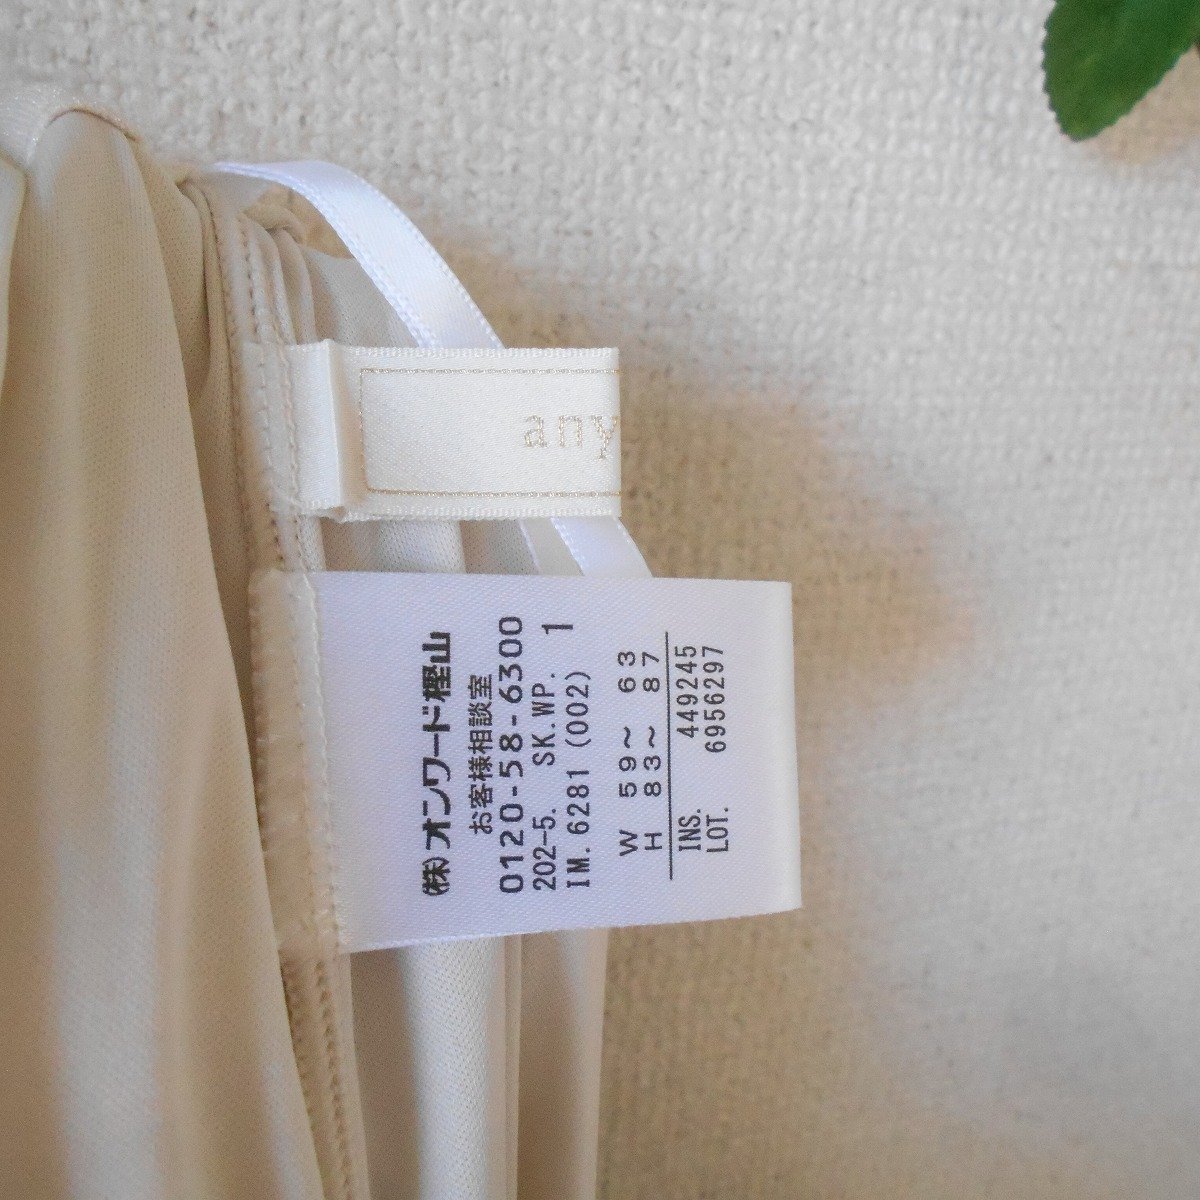 any
(株)オンワード樫山
お客様相談室
0120-58-6300
202-5. SK.WP. 1
IM.6281(002)
W 59～ 63
H 83～ 87
INS. 449245
LOT. 6956297